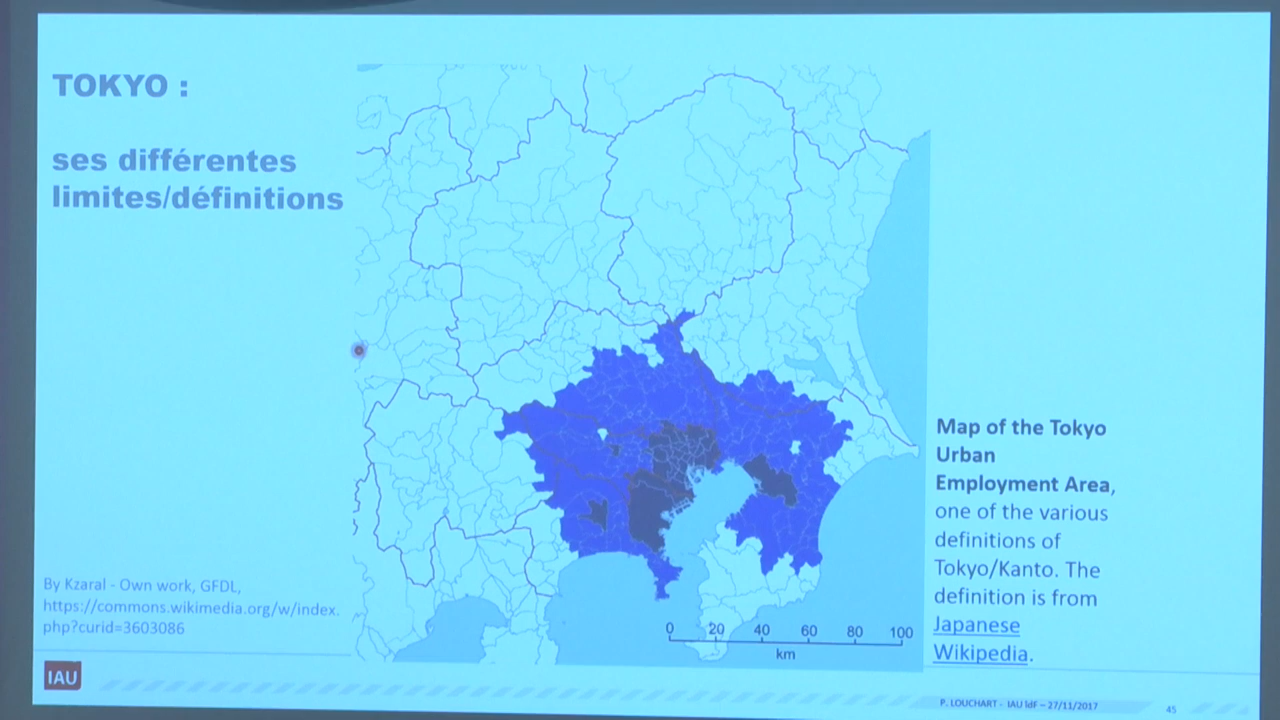 TOKYO :
ses différentes
limites/définitions
Map of the Tokyo
Urban
Employment Area,
one of the various
definitions of
Tokyo/Kanto. The
definition is from
Japanese
Wikipedia.
By Kzaral - Own work, GFDL,
https://commons.wikimedia.org/w/index.
php?curid=3603086
0 20 40 60 80 100
km
IAU
P. LOUCHART - IAU îdF – 27/11/2017
45